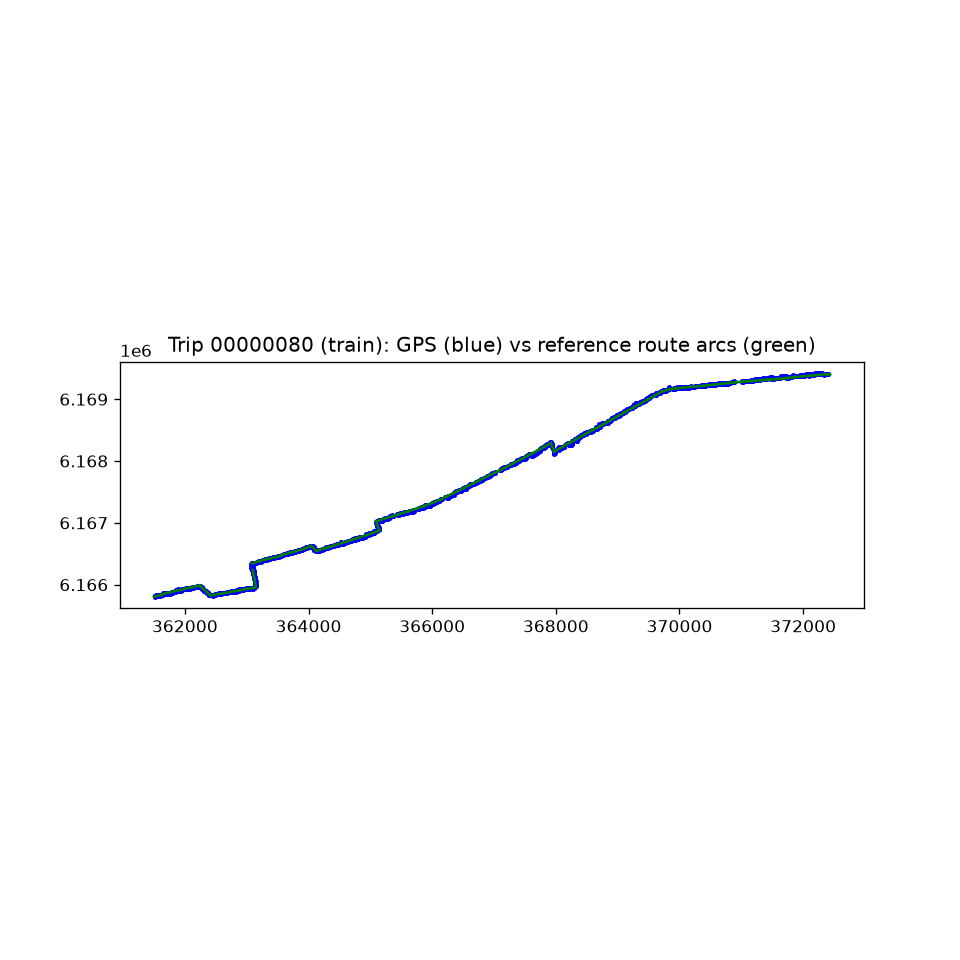 Trip 00000080 (train): GPS (blue) vs reference route arcs (green)
1e6
6.169
6.168
6.167
6.166
362000 364000 366000 368000 370000 372000